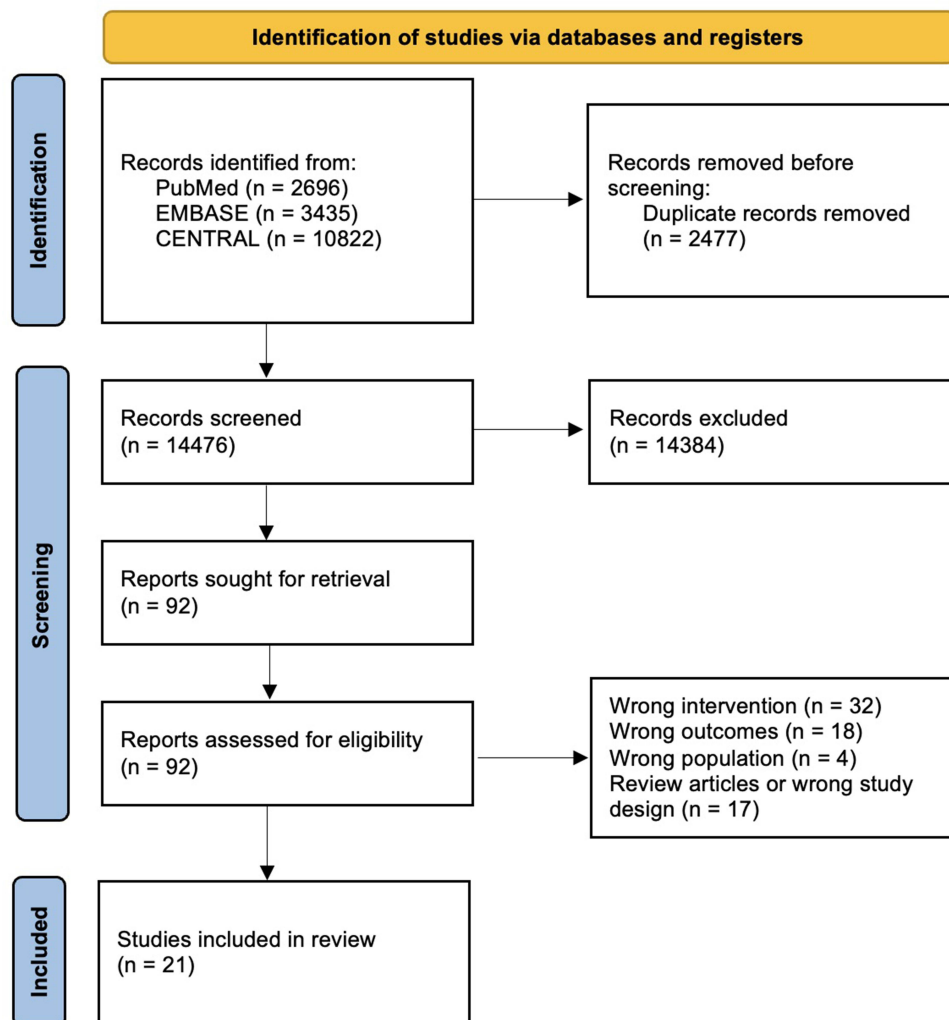 Identification of studies via databases and registers
Identification
Records identified from:
PubMed (n = 2696)
EMBASE (n = 3435)
CENTRAL (n = 10822)
Records removed before
screening:
Duplicate records removed
(n = 2477)
Screening
Records screened
(n = 14476)
Records excluded
(n = 14384)
Reports sought for retrieval
(n = 92)
Reports assessed for eligibility
(n = 92)
Wrong intervention (n = 32)
Wrong outcomes (n = 18)
Wrong population (n = 4)
Review articles or wrong study
design (n = 17)
Included
Studies included in review
(n = 21)